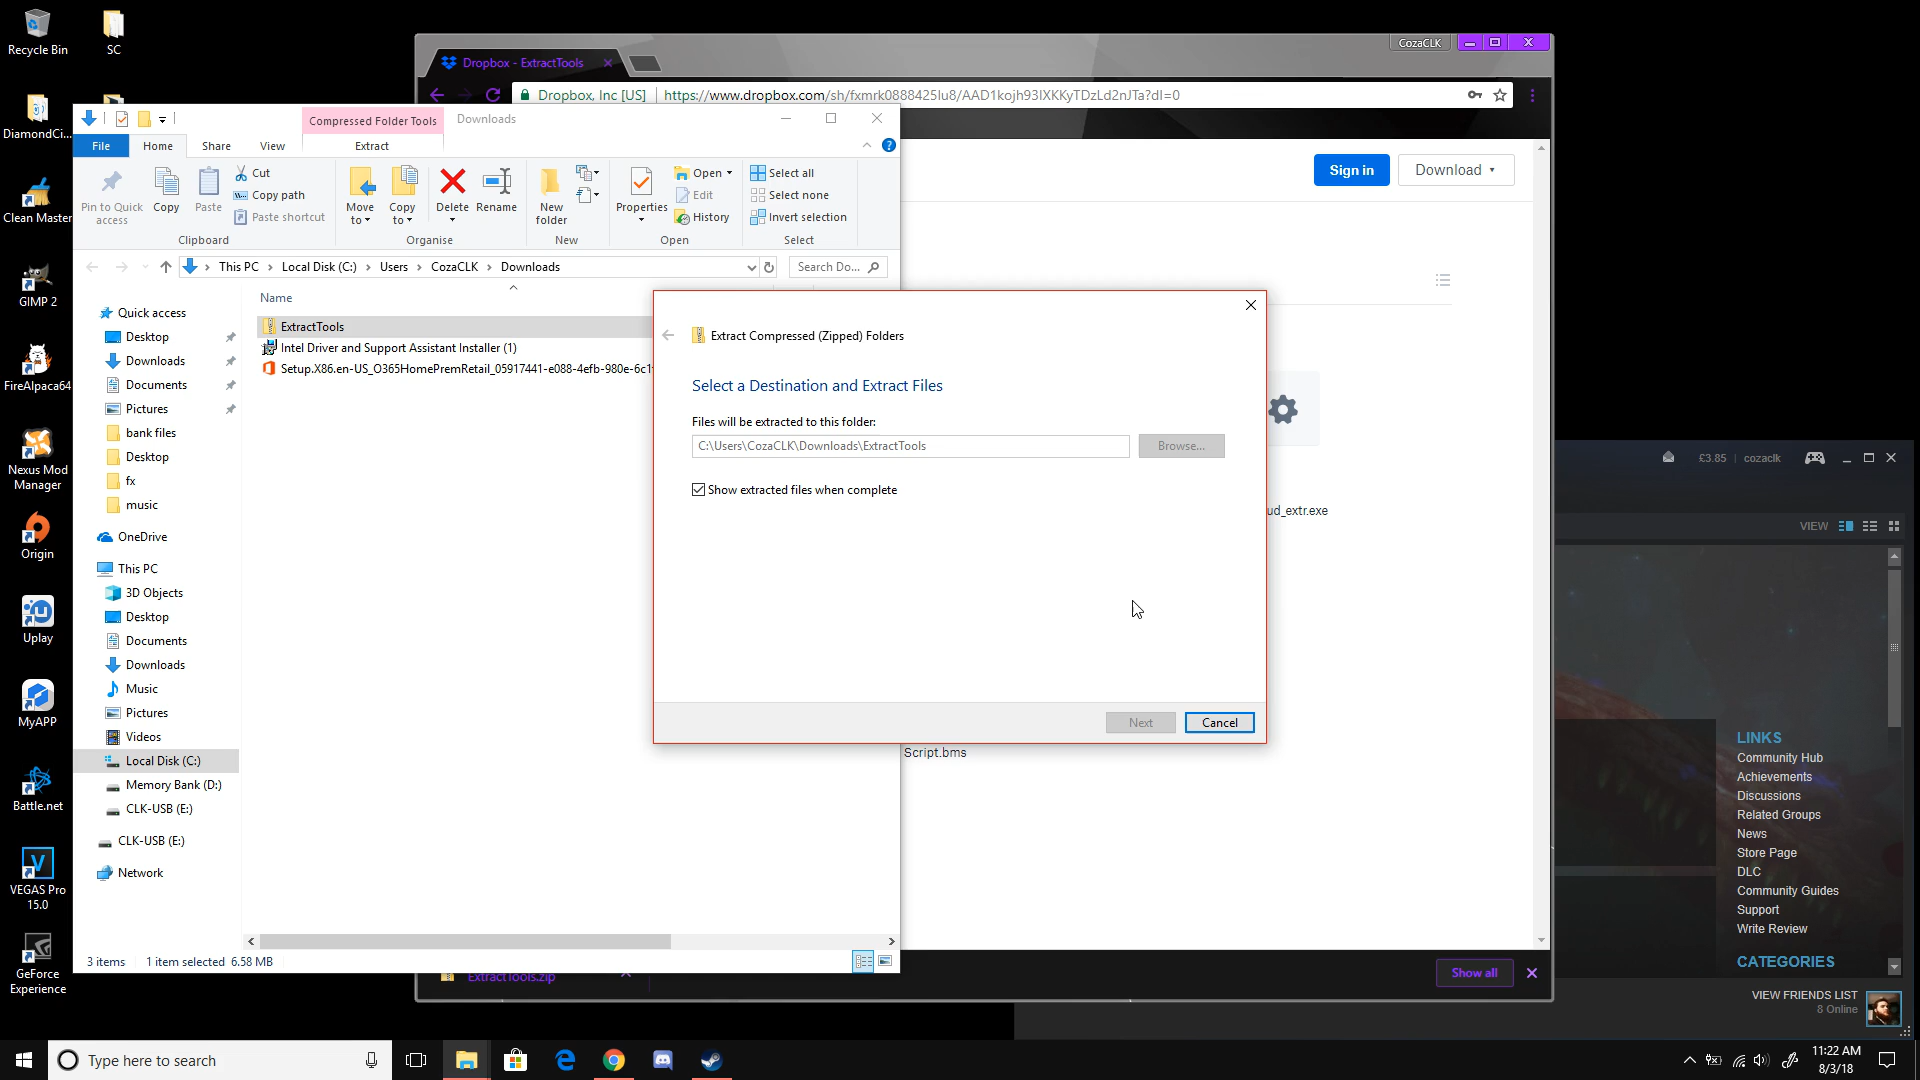 Recycle Bin
SC
DiamondCi...
Clean Master
GIMP 2
FireAlpaca64
Nexus Mod
Manager
Origin
Uplay
MyAPP
Battle.net
VEGAS Pro
15.0
GeForce
Experience
CozaCLK
Dropbox - ExtractTools
Dropbox, Inc [US]
https://www.dropbox.com/sh/fxmrk0888425lu8/AAD1kojh93IXKKyTDzLd2nJTa?dl=0
Compressed Folder Tools
Downloads
File
Home
Share
View
Extract
Pin to Quick
access
Copy
Paste
Cut
Copy path
Paste shortcut
Clipboard
Move
to
Copy
to
Delete
Rename
Organise
New
folder
New
Properties
Open
Edit
History
Open
Select all
Select none
Invert selection
Select
This PC
Local Disk (C:)
Users
CozaCLK
Downloads
Search Do...
Quick access
Desktop
Downloads
Documents
Pictures
bank files
Desktop
fx
music
OneDrive
This PC
3D Objects
Desktop
Documents
Downloads
Music
Pictures
Videos
Local Disk (C:)
Memory Bank (D:)
CLK-USB (E:)
CLK-USB (E:)
Network
Name
ExtractTools
Intel Driver and Support Assistant Installer (1)
Setup.X86.en-US_O365HomePremRetail_05917441-e088-4efb-980e-6c1
3 items
1 item selected 6.58 MB
Extract Compressed (Zipped) Folders
Select a Destination and Extract Files
Files will be extracted to this folder:
C:\Users\CozaCLK\Downloads\ExtractTools
Browse...
Show extracted files when complete
Next
Cancel
Sign in
Download
ud_extr.exe
Script.bms
ExtractTools.zip
Show all
£3.85
cozaclk
VIEW
LINKS
Community Hub
Achievements
Discussions
Related Groups
News
Store Page
DLC
Community Guides
Support
Write Review
CATEGORIES
VIEW FRIENDS LIST
8 Online
Type here to search
11:22 AM
8/3/18